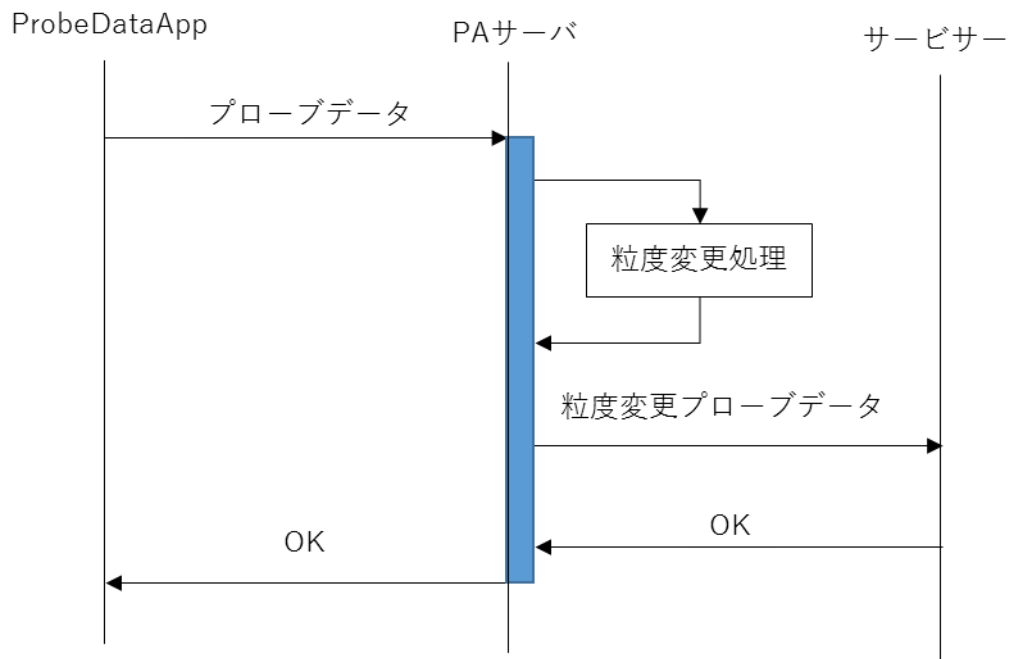 ProbeDataApp
PAサーバ
サービサー
プローブデータ
粒度変更処理
粒度変更プローブデータ
OK
OK